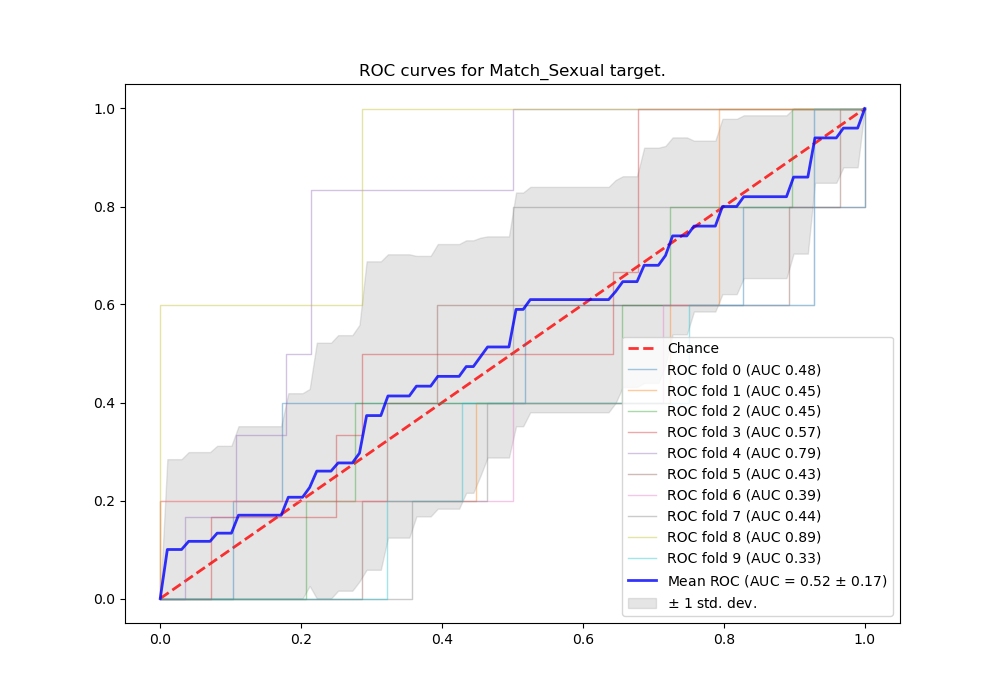 ROC curves for Match_Sexual target.
1.0
0.8
0.6
0.4
0.2
0.0
0.0 0.2 0.4 0.6 0.8 1.0
Chance
ROC fold 0 (AUC 0.48)
ROC fold 1 (AUC 0.45)
ROC fold 2 (AUC 0.45)
ROC fold 3 (AUC 0.57)
ROC fold 4 (AUC 0.79)
ROC fold 5 (AUC 0.43)
ROC fold 6 (AUC 0.39)
ROC fold 7 (AUC 0.44)
ROC fold 8 (AUC 0.89)
ROC fold 9 (AUC 0.33)
Mean ROC (AUC = 0.52 ± 0.17)
± 1 std. dev.